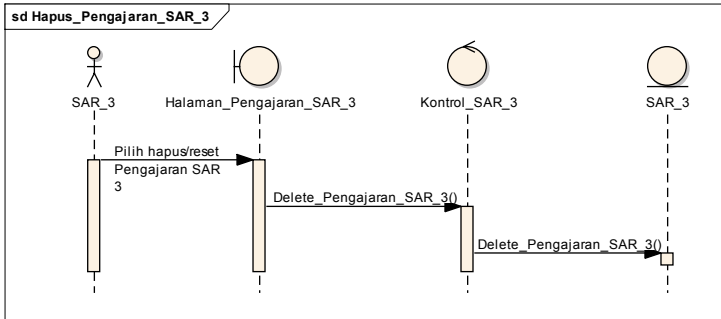 sd Hapus_Pengajaran_SAR_3
SAR_3
Halaman_Pengajaran_SAR_3
Kontrol_SAR_3
SAR_3
Pilih hapus/reset
Pengajaran SAR
3
Delete_Pengajaran_SAR_3()
Delete_Pengajaran_SAR_3()